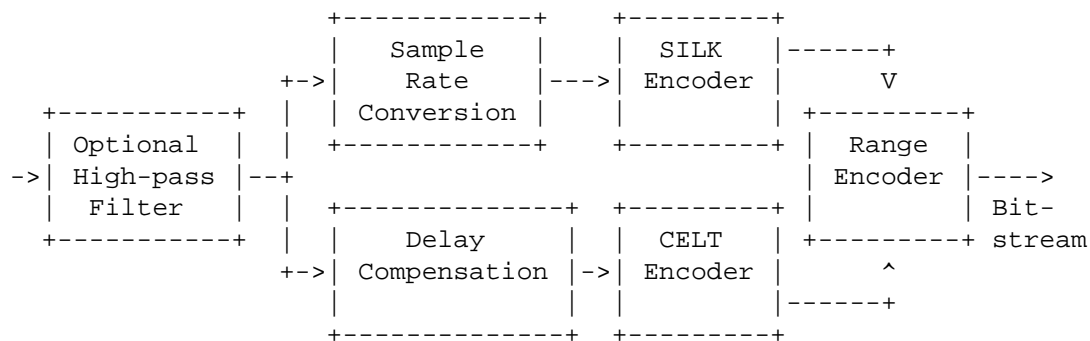 Sample
Rate
Conversion
SILK
Encoder
V
Optional
High-pass
Filter
Range
Encoder
Bit-
stream
Delay
Compensation
CELT
Encoder
^